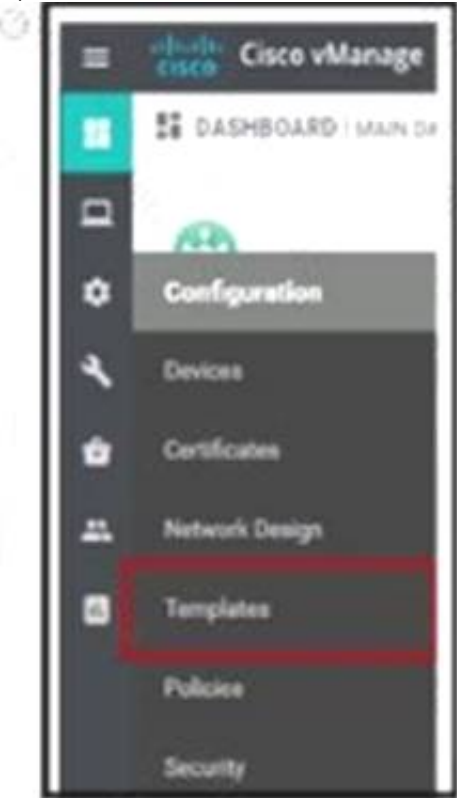 CISCO Cisco vManage
DASHBOARD | MAIN DA
Configuration
Devices
Certificates
Network Design
Templates
Policies
Security